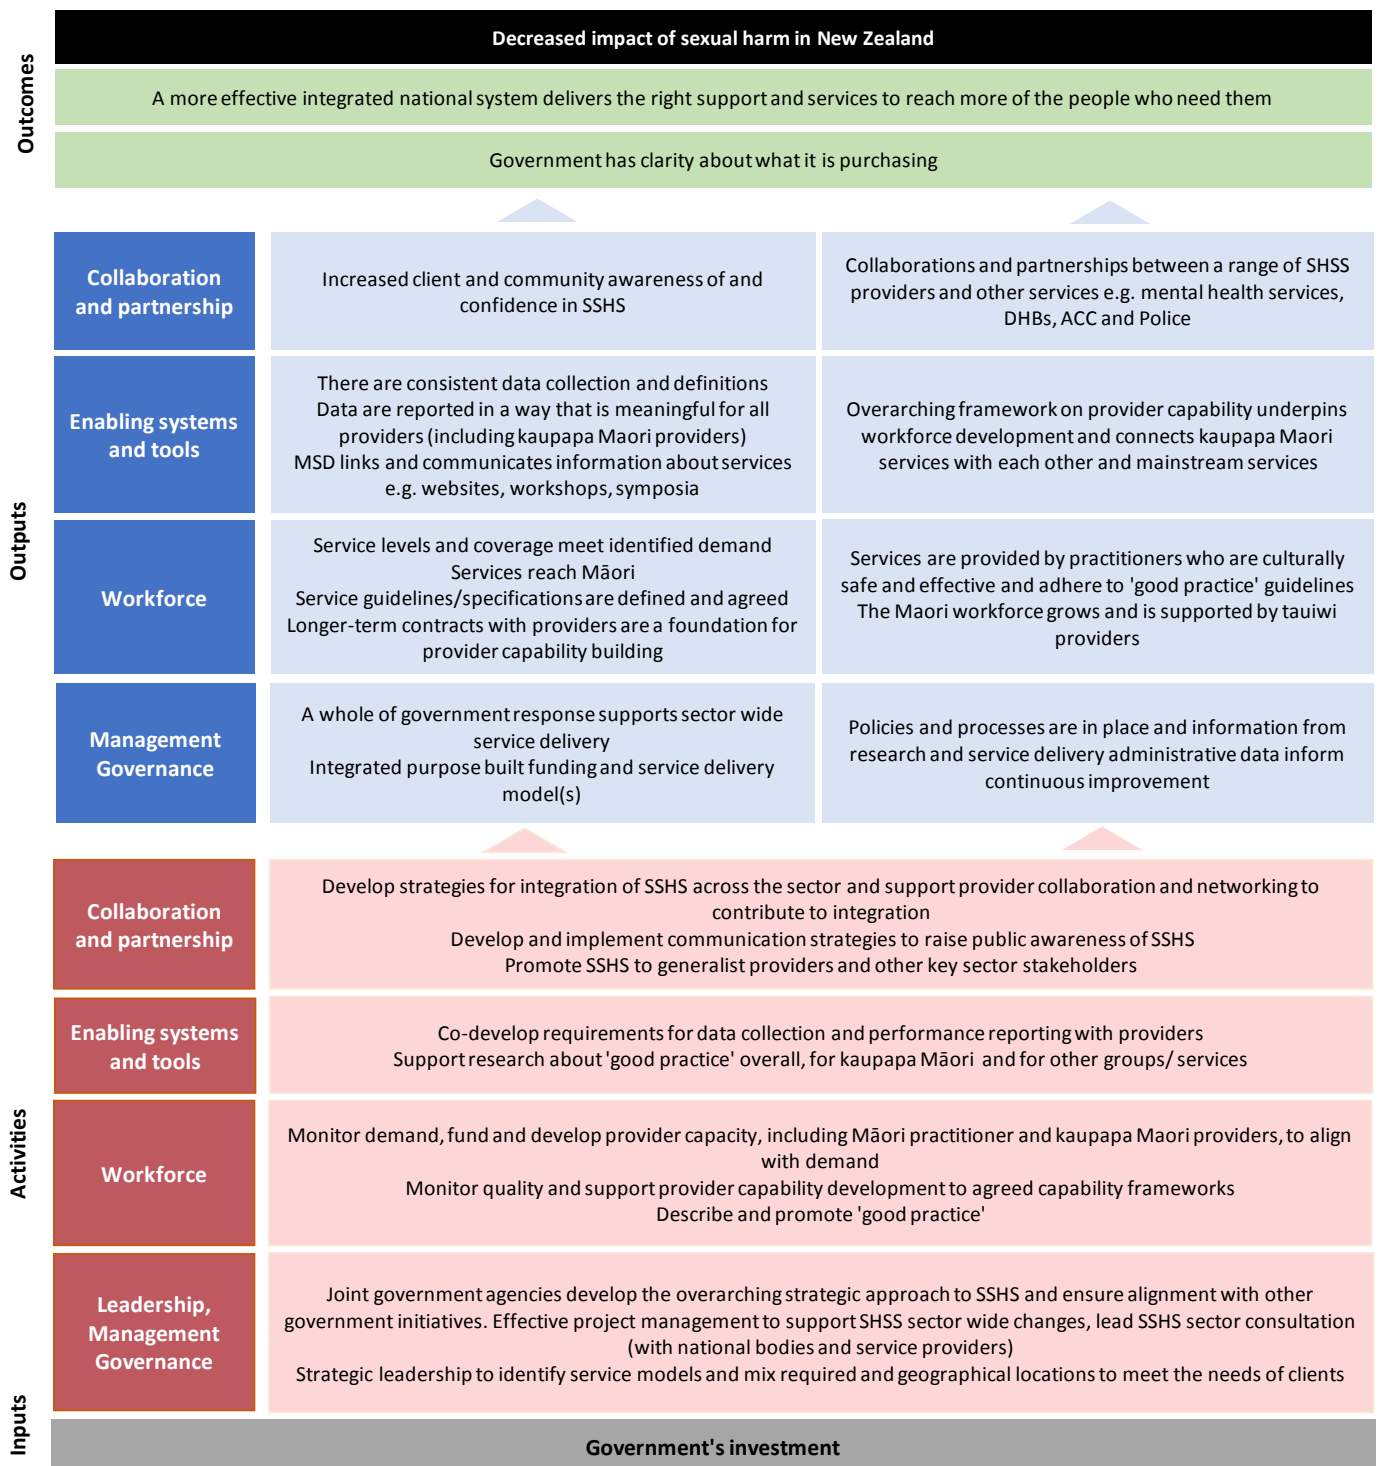 Outcomes
Decreased impact of sexual harm in New Zealand
A more effective integrated national system delivers the right support and services to reach more of the people who need them
Government has clarity about what it is purchasing
Outputs
Collaboration
and partnership
Increased client and community awareness of and
confidence in SSHS
Collaborations and partnerships between a range of SHSS
providers and other services e.g. mental health services,
DHBs, ACC and Police
Enabling systems
and tools
There are consistent data collection and definitions
Data are reported in a way that is meaningful for all
providers (including kaupapa Maori providers)
MSD links and communicates information about services
e.g. websites, workshops, symposia
Overarching framework on provider capability underpins
workforce development and connects kaupapa Maori
services with each other and mainstream services
Workforce
Service levels and coverage meet identified demand
Services reach Māori
Service guidelines/specifications are defined and agreed
Longer-term contracts with providers are a foundation for
provider capability building
Services are provided by practitioners who are culturally
safe and effective and adhere to 'good practice' guidelines
The Maori workforce grows and is supported by tauiwi
providers
Management
Governance
A whole of government response supports sector wide
service delivery
Integrated purpose built funding and service delivery
model(s)
Policies and processes are in place and information from
research and service delivery administrative data inform
continuous improvement
Activities
Collaboration
and partnership
Develop strategies for integration of SSHS across the sector and support provider collaboration and networking to
contribute to integration
Develop and implement communication strategies to raise public awareness of SSHS
Promote SSHS to generalist providers and other key sector stakeholders
Enabling systems
and tools
Co-develop requirements for data collection and performance reporting with providers
Support research about 'good practice' overall, for kaupapa Māori and for other groups/ services
Workforce
Monitor demand, fund and develop provider capacity, including Māori practitioner and kaupapa Maori providers, to align
with demand
Monitor quality and support provider capability development to agreed capability frameworks
Describe and promote 'good practice'
Leadership,
Management
Governance
Joint government agencies develop the overarching strategic approach to SSHS and ensure alignment with other
government initiatives. Effective project management to support SHSS sector wide changes, lead SSHS sector consultation
(with national bodies and service providers)
Strategic leadership to identify service models and mix required and geographical locations to meet the needs of clients
Inputs
Government's investment